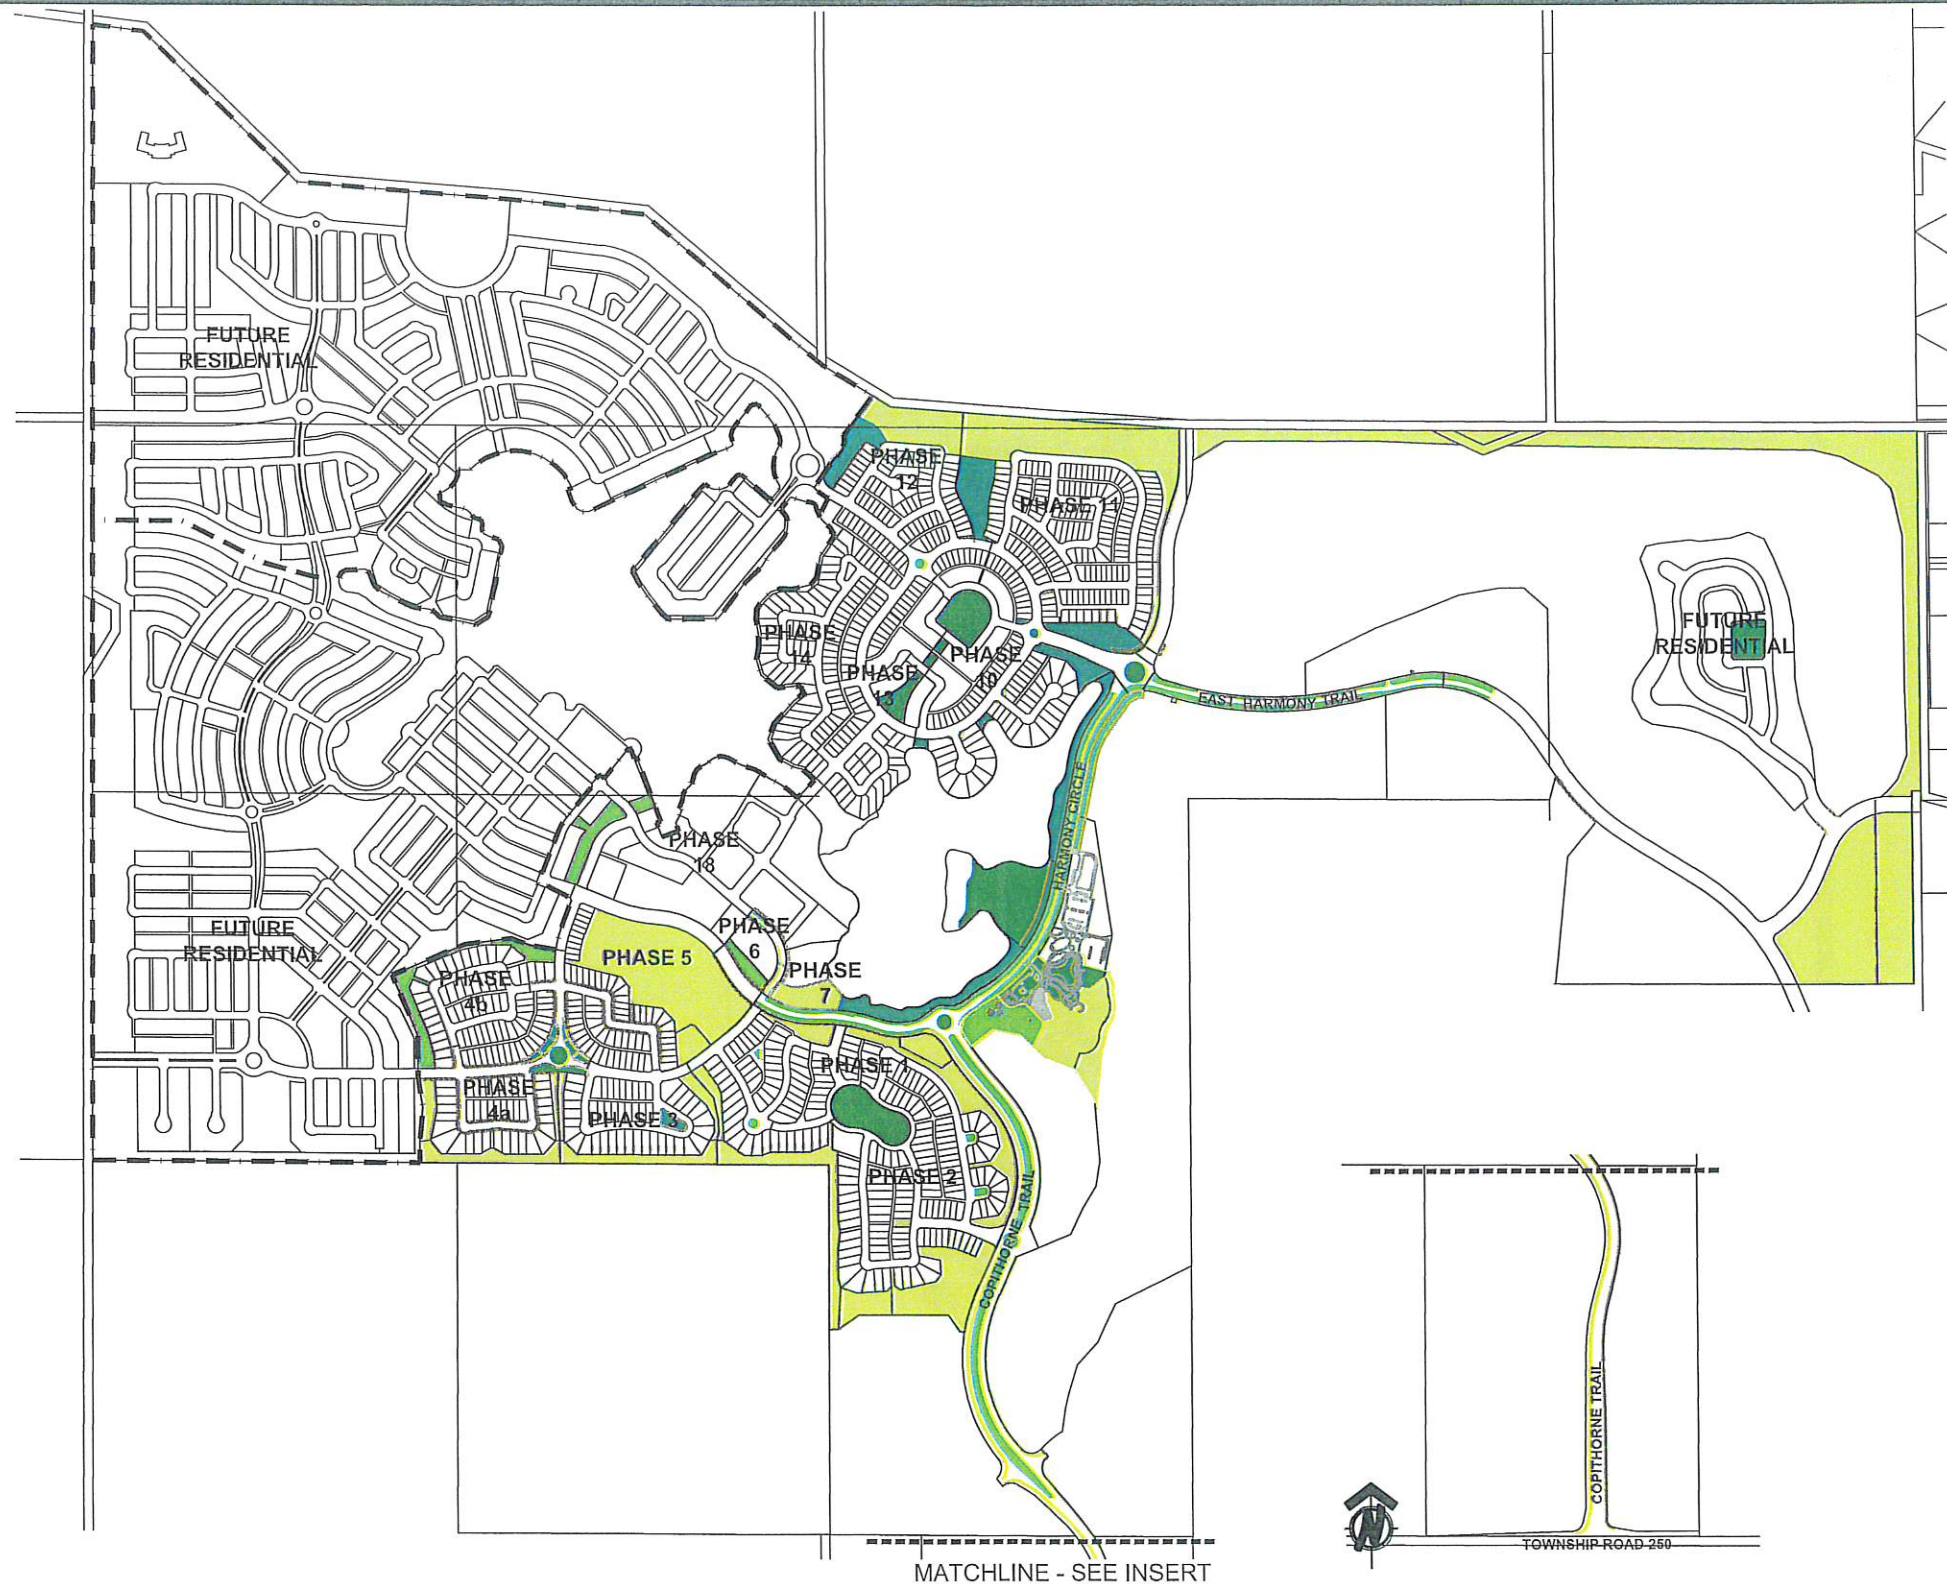 FUTURE
RESIDENTIAL
PHASE
12
PHASE 11
PHASE
14
PHASE
13
PHASE
10
FUTURE
RESIDENTIAL
EAST HARMONY TRAIL
HARMONY CIRCLE
PHASE
18
FUTURE
RESIDENTIAL
PHASE 5
PHASE
6
PHASE
7
PHASE
4b
PHASE 1
PHASE
4a
PHASE 3
PHASE 2
COPITHORNE TRAIL
COPITHORNE TRAIL
N
TOWNSHIP ROAD 250
MATCHLINE - SEE INSERT